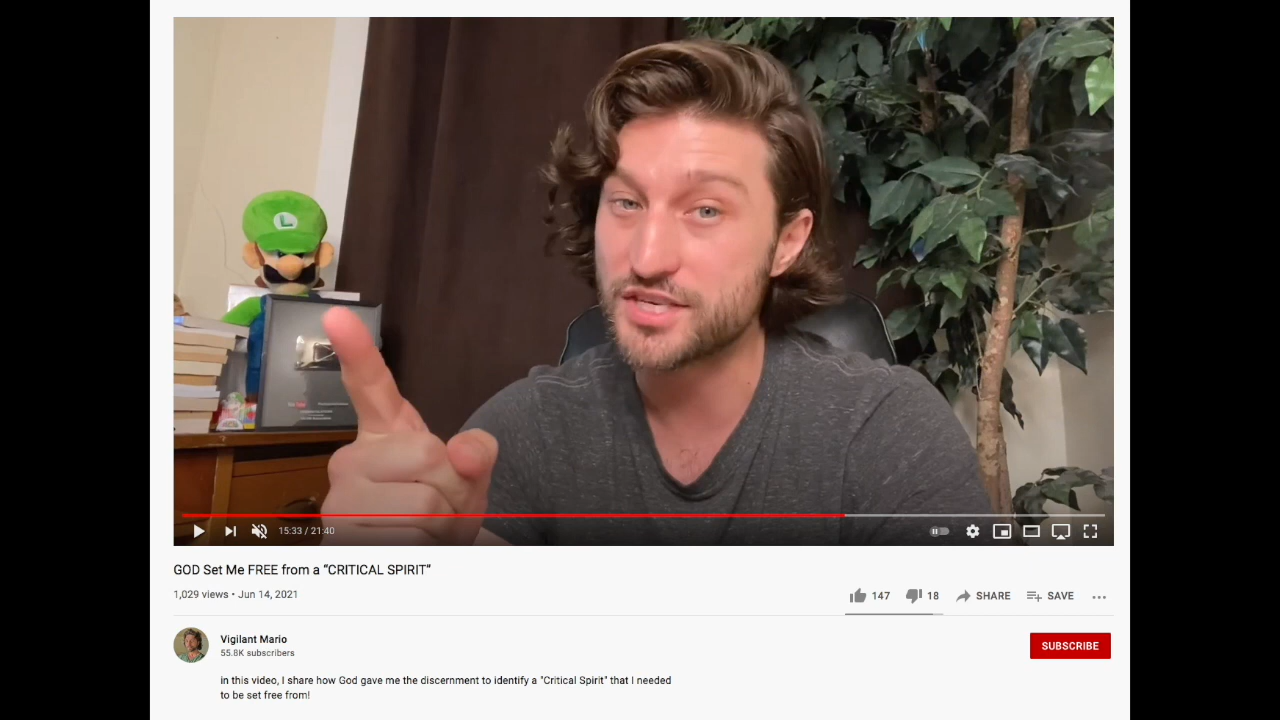 L
15:33 / 21:40
GOD Set Me FREE from a “CRITICAL SPIRIT”
1,029 views • Jun 14, 2021
147 18 SHARE SAVE
Vigilant Mario
55.8K subscribers
SUBSCRIBE
in this video, I share how God gave me the discernment to identify a "Critical Spirit" that I needed
to be set free from!